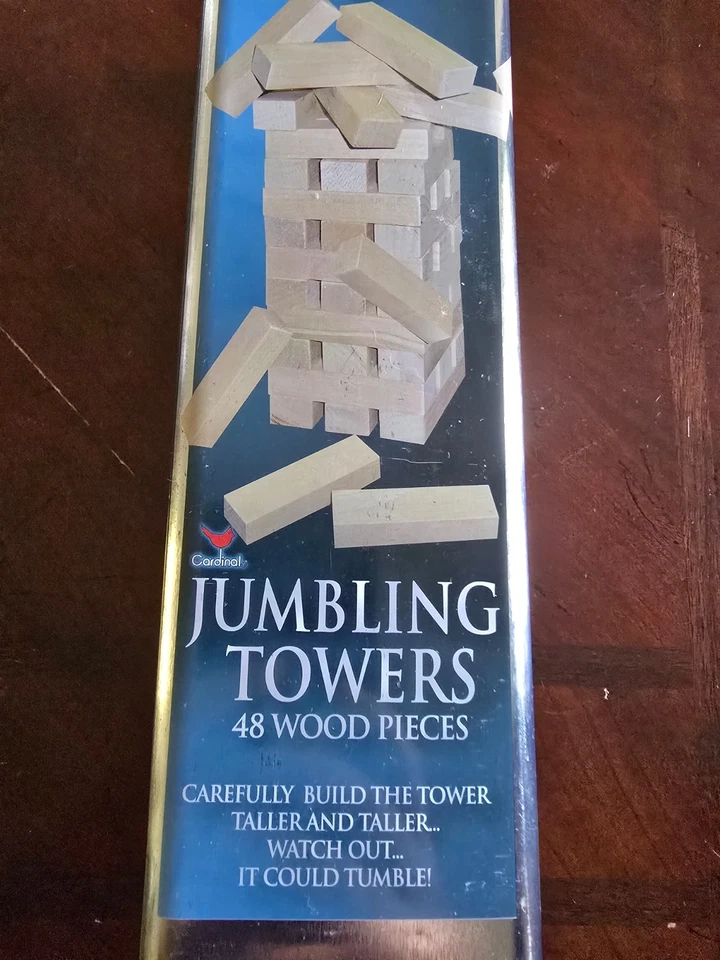 Cardinal
JUMBLING
TOWERS
48 WOOD PIECES
CAREFULLY BUILD THE TOWER
TALLER AND TALLER...
WATCH OUT...
IT COULD TUMBLE!